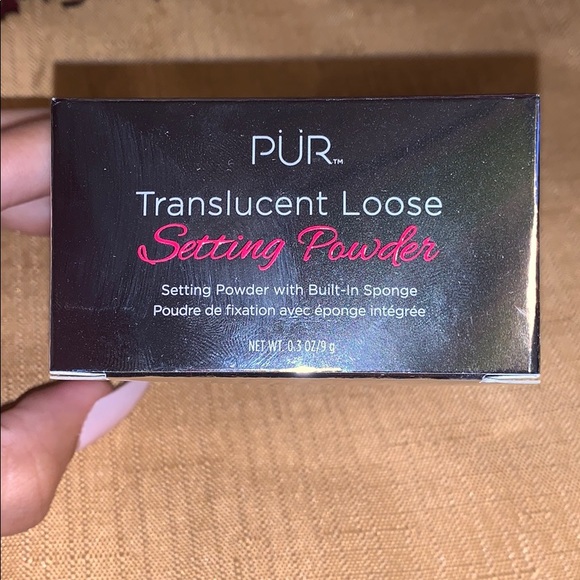 PÜR™
Translucent Loose
Setting Powder
Setting Powder with Built-In Sponge
Poudre de fixation avec éponge intégrée
NET WT. 0.3 OZ/9 g